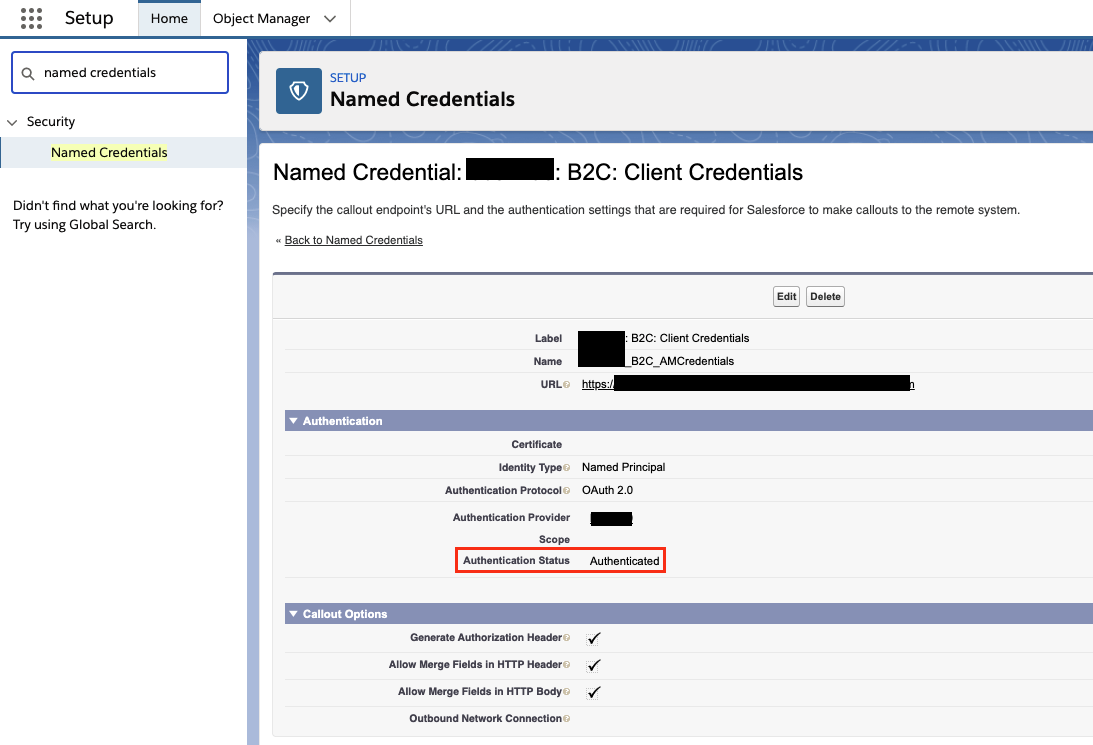 Setup
Home
Object Manager
named credentials
Security
Named Credentials
Didn't find what you're looking for?
Try using Global Search.
SETUP
Named Credentials
Named Credential: : B2C: Client Credentials
Specify the callout endpoint's URL and the authentication settings that are required for Salesforce to make callouts to the remote system.
« Back to Named Credentials
Edit Delete
Label : B2C: Client Credentials
Name _B2C_AMCredentials
URL https:/ m
Authentication
Certificate
Identity Type Named Principal
Authentication Protocol OAuth 2.0
Authentication Provider
Scope
Authentication Status Authenticated
Callout Options
Generate Authorization Header
Allow Merge Fields in HTTP Header
Allow Merge Fields in HTTP Body
Outbound Network Connection